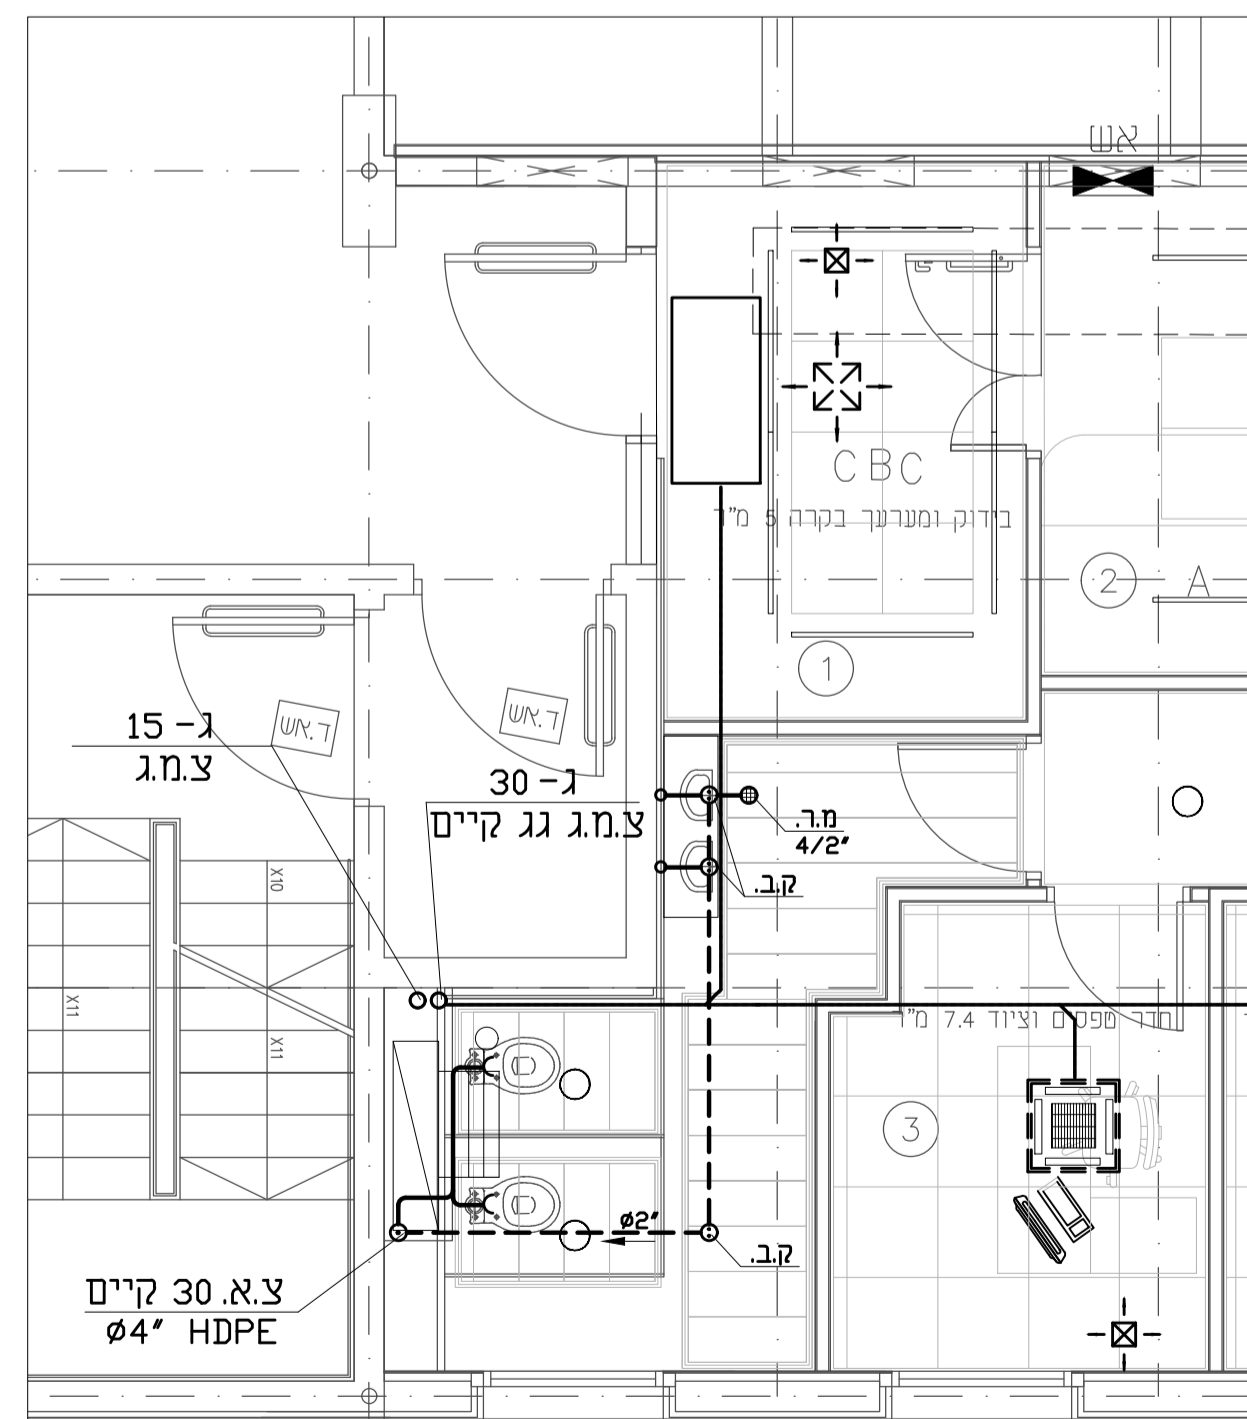 אש
CBC
בידוק ומערער בקרה 5 מ"ר
2
A
1
ד.אש
ד.אש
ג- 15
צ.מ.ג
ג- 30
צ.מ.ג גג קיים
מ.ר.
4/2"
ק.ב.
X10
X11
X11
חדר טפסים וציוד 7.4 מ"ר
3
ø2"
ק.ב.
צ.א. 30 קיים
ø4" HDPE